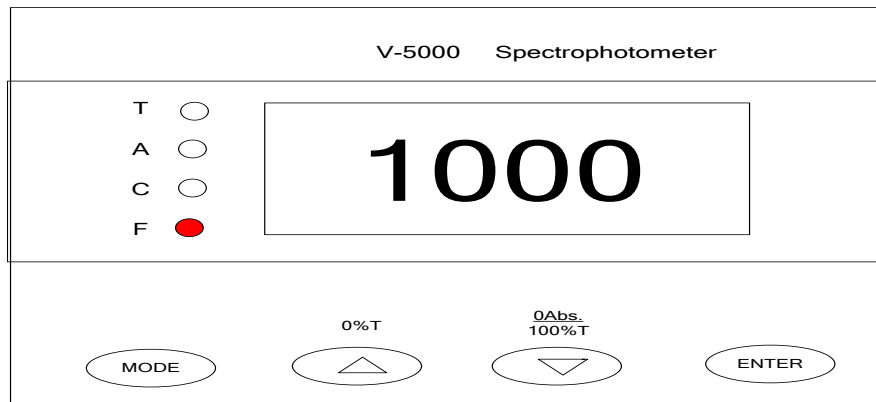 V-5000 Spectrophotometer
T
A
C
F
1000
0%T
0Abs.
100%T
MODE
ENTER